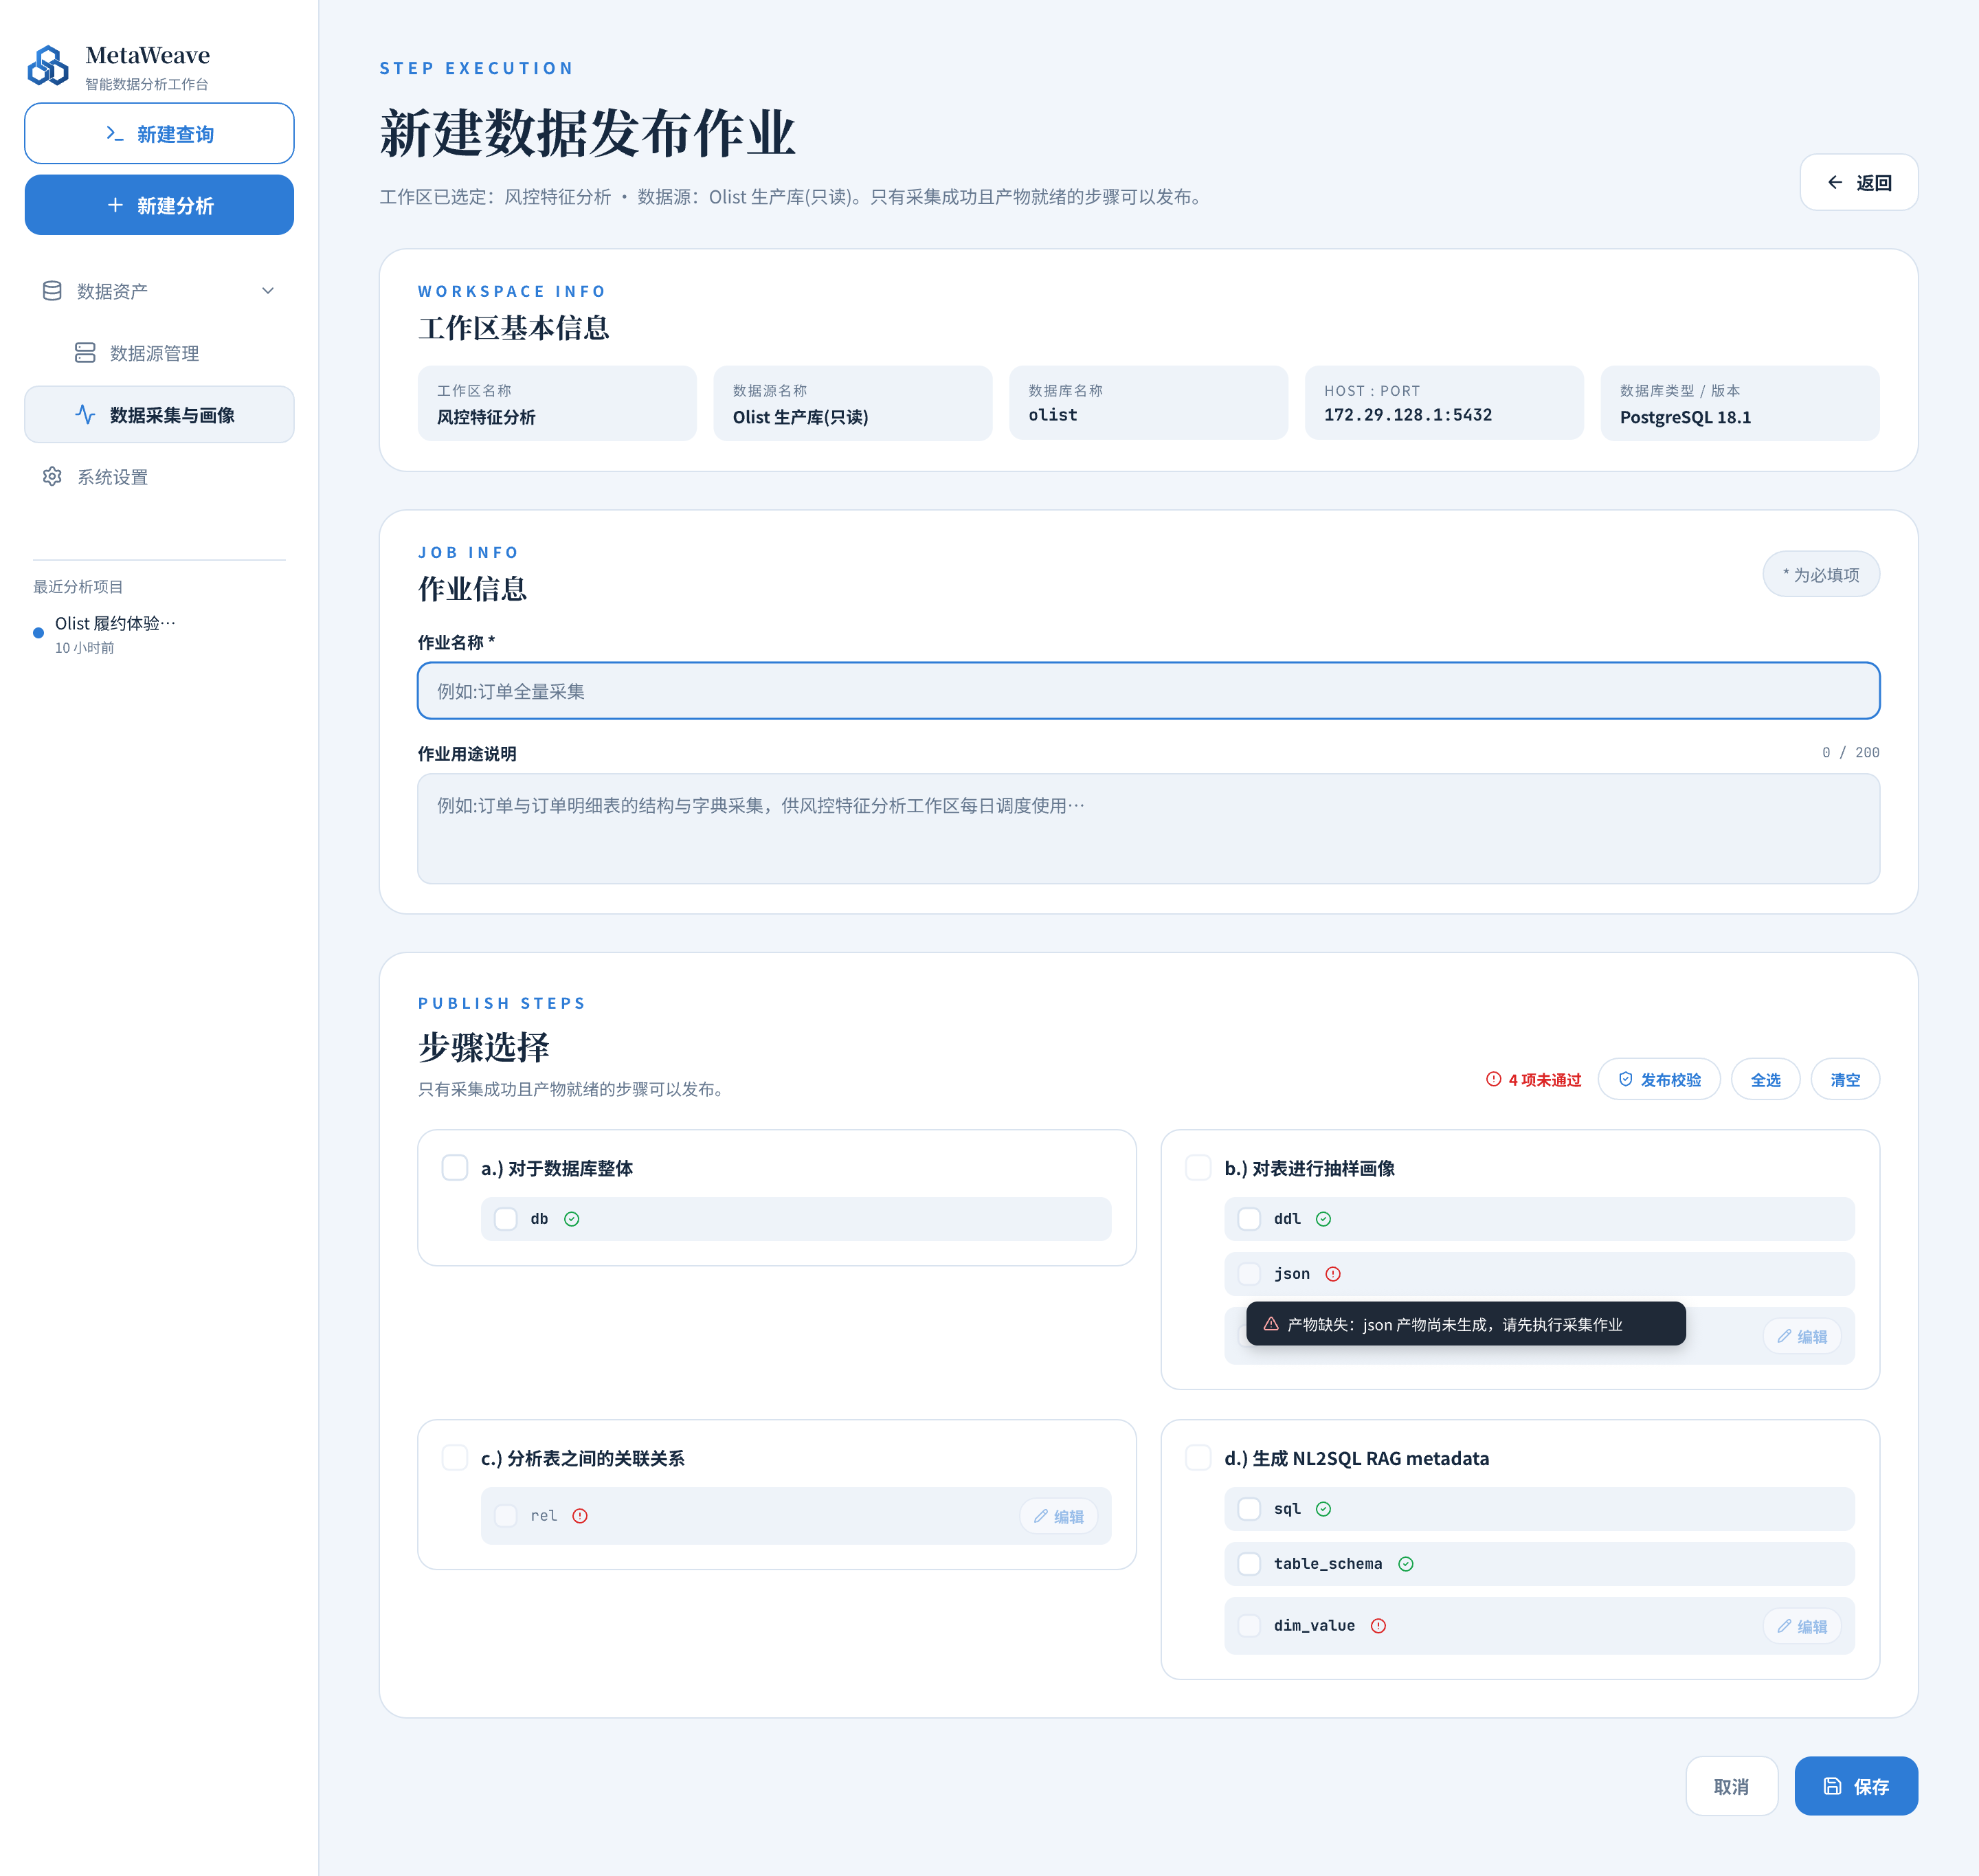 MetaWeave
智能数据分析工作台
新建查询
新建分析
数据资产
数据源管理
数据采集与画像
系统设置
最近分析项目
Olist 履约体验…
10 小时前
STEP EXECUTION
新建数据发布作业
工作区已选定：风控特征分析 • 数据源：Olist 生产库(只读)。只有采集成功且产物就绪的步骤可以发布。
返回
WORKSPACE INFO
工作区基本信息
工作区名称
风控特征分析
数据源名称
Olist 生产库(只读)
数据库名称
olist
HOST : PORT
172.29.128.1:5432
数据库类型 / 版本
PostgreSQL 18.1
JOB INFO
作业信息
* 为必填项
作业名称 *
例如:订单全量采集
作业用途说明
0 / 200
例如:订单与订单明细表的结构与字典采集，供风控特征分析工作区每日调度使用…
PUBLISH STEPS
步骤选择
只有采集成功且产物就绪的步骤可以发布。
4 项未通过
发布校验
全选
清空
a.) 对于数据库整体
db
b.) 对表进行抽样画像
ddl
json
产物缺失：json 产物尚未生成，请先执行采集作业
编辑
c.) 分析表之间的关联关系
rel
编辑
d.) 生成 NL2SQL RAG metadata
sql
table_schema
dim_value
编辑
取消
保存